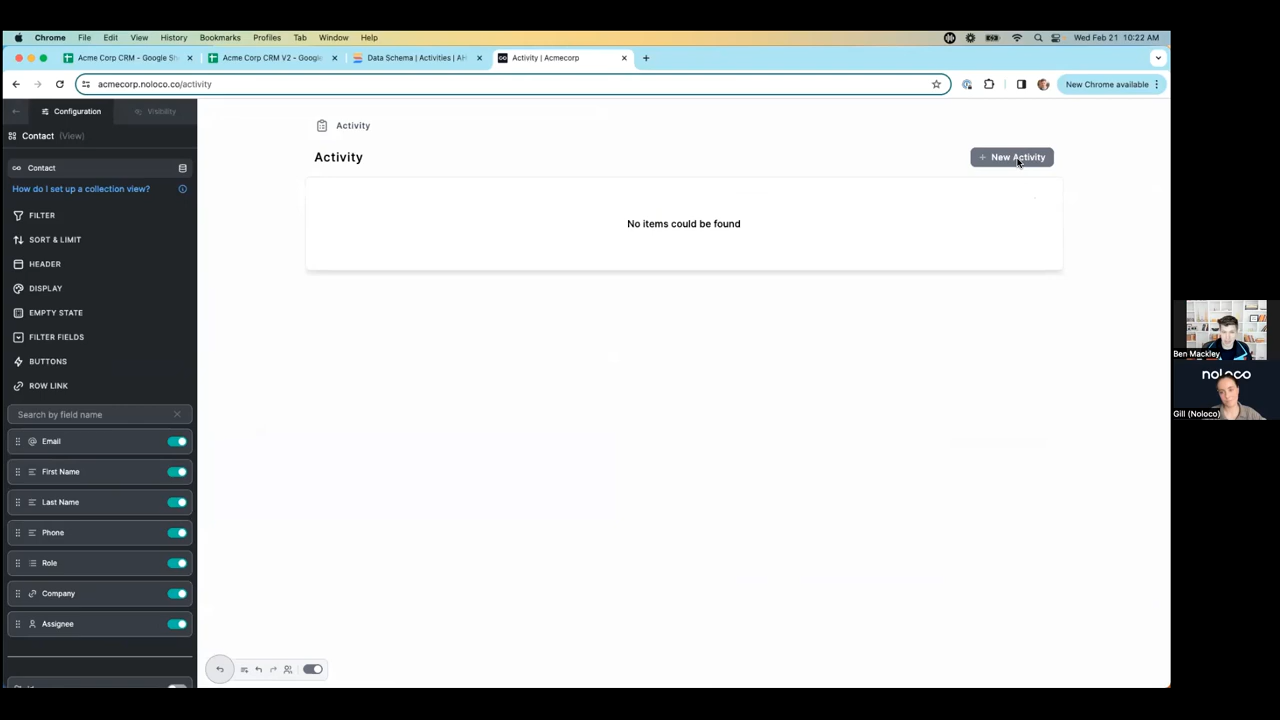 Chrome File Edit View History Bookmarks Profiles Tab Window Help Wed Feb 21 10:22 AM
Acme Corp CRM - Google Sh Acme Corp CRM V2 - Google Data Schema | Activities | AH Activity | Acmecorp
acmecorp.noloco.co/activity New Chrome available
Configuration Visibility
Contact (View)
Contact
How do I set up a collection view?
FILTER
SORT & LIMIT
HEADER
DISPLAY
EMPTY STATE
FILTER FIELDS
BUTTONS
ROW LINK
Search by field name
Email
First Name
Last Name
Phone
Role
Company
Assignee
Activity
Activity
New Activity
No items could be found
Ben Mackley
noloco
Gill (Noloco)